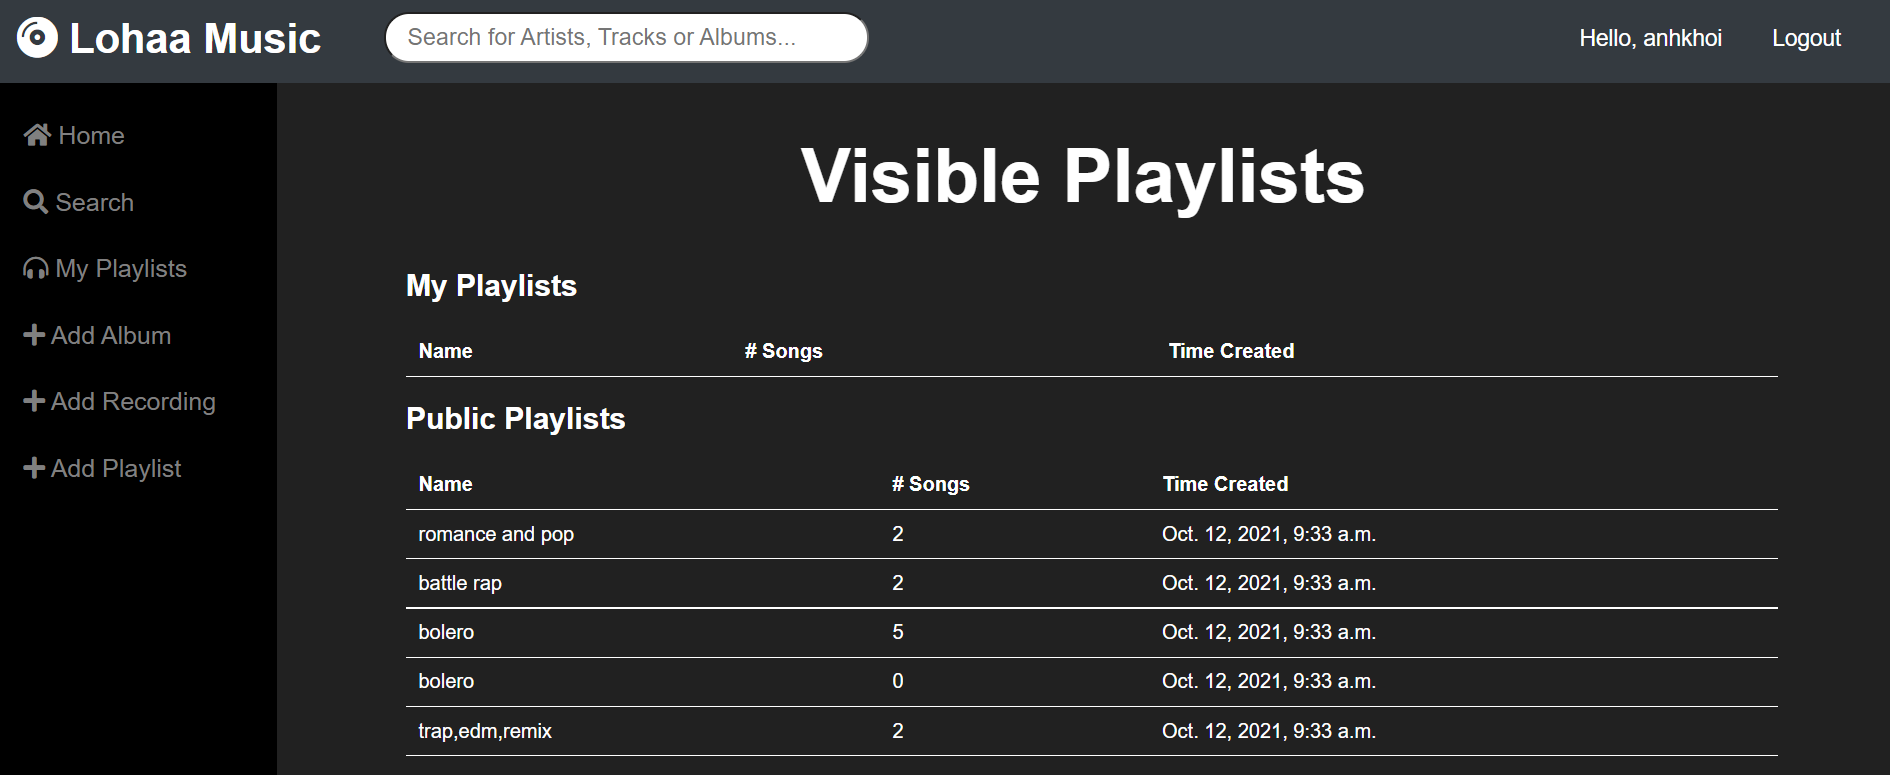 Lohaa Music
Search for Artists, Tracks or Albums...
Hello, anhkhoi Logout
Home
Search
My Playlists
Add Album
Add Recording
Add Playlist
Visible Playlists
My Playlists
Name # Songs Time Created
Public Playlists
Name # Songs Time Created
romance and pop 2 Oct. 12, 2021, 9:33 a.m.
battle rap 2 Oct. 12, 2021, 9:33 a.m.
bolero 5 Oct. 12, 2021, 9:33 a.m.
bolero 0 Oct. 12, 2021, 9:33 a.m.
trap,edm,remix 2 Oct. 12, 2021, 9:33 a.m.